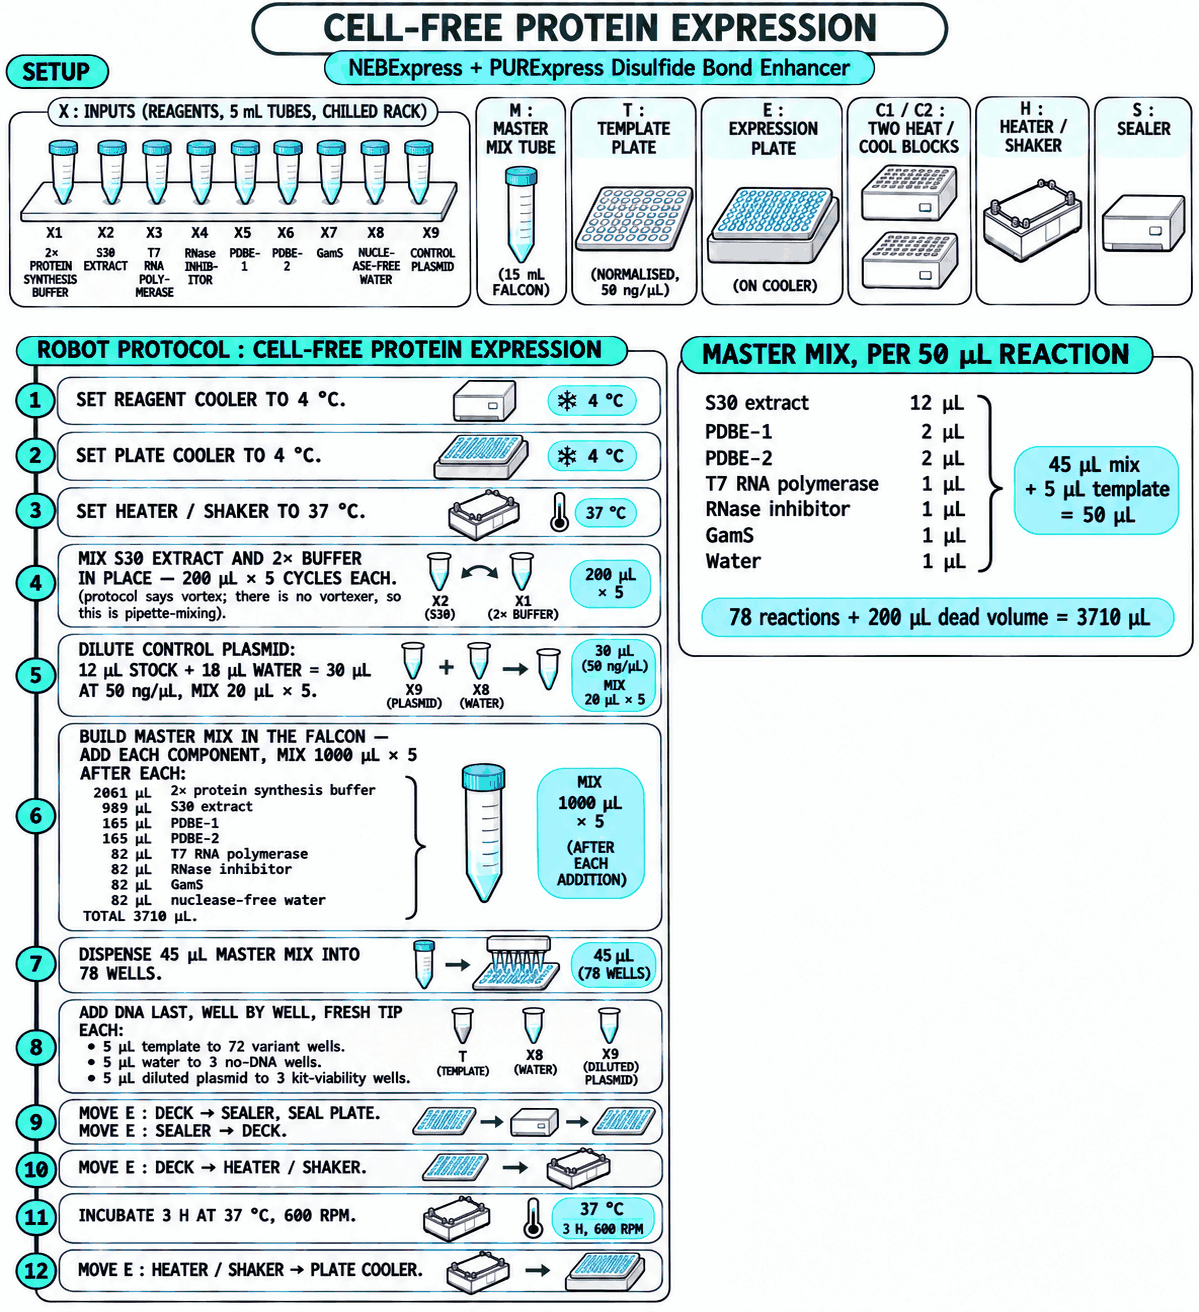 CELL-FREE PROTEIN EXPRESSION
NEBExpress + PURExpress Disulfide Bond Enhancer
SETUP
X : INPUTS (REAGENTS, 5 mL TUBES, CHILLED RACK)
X1
2×
PROTEIN
SYNTHESIS
BUFFER
X2
S30
EXTRACT
X3
T7
RNA
POLY-
MERASE
X4
RNase
INHIB-
ITOR
X5
PDBE-
1
X6
PDBE-
2
X7
GamS
X8
NUCLE-
ASE-FREE
WATER
X9
CONTROL
PLASMID
M :
MASTER
MIX TUBE
(15 mL
FALCON)
T :
TEMPLATE
PLATE
(NORMALISED,
50 ng/µL)
E :
EXPRESSION
PLATE
(ON COOLER)
C1 / C2 :
TWO HEAT /
COOL BLOCKS
H :
HEATER /
SHAKER
S :
SEALER
ROBOT PROTOCOL : CELL-FREE PROTEIN EXPRESSION
1
SET REAGENT COOLER TO 4 °C.
4 °C
2
SET PLATE COOLER TO 4 °C.
4 °C
3
SET HEATER / SHAKER TO 37 °C.
37 °C
4
MIX S30 EXTRACT AND 2× BUFFER
IN PLACE — 200 µL × 5 CYCLES EACH.
(protocol says vortex; there is no vortexer, so
this is pipette-mixing).
X2
(S30)
X1
(2× BUFFER)
200 µL
× 5
5
DILUTE CONTROL PLASMID:
12 µL STOCK + 18 µL WATER = 30 µL
AT 50 ng/µL, MIX 20 µL × 5.
+
X9
(PLASMID)
X8
(WATER)
30 µL
(50 ng/µL)
MIX
20 µL × 5
6
BUILD MASTER MIX IN THE FALCON —
ADD EACH COMPONENT, MIX 1000 µL × 5
AFTER EACH:
2061 µL 2× protein synthesis buffer
989 µL S30 extract
165 µL PDBE-1
165 µL PDBE-2
82 µL T7 RNA polymerase
82 µL RNase inhibitor
82 µL GamS
82 µL nuclease-free water
TOTAL 3710 µL.
MIX
1000 µL
× 5
(AFTER
EACH
ADDITION)
7
DISPENSE 45 µL MASTER MIX INTO
78 WELLS.
45 µL
(78 WELLS)
8
ADD DNA LAST, WELL BY WELL, FRESH TIP
EACH:
• 5 µL template to 72 variant wells.
• 5 µL water to 3 no-DNA wells.
• 5 µL diluted plasmid to 3 kit-viability wells.
T
(TEMPLATE)
X8
(WATER)
X9
(DILUTED)
PLASMID)
9
MOVE E : DECK → SEALER, SEAL PLATE.
MOVE E : SEALER → DECK.
10
MOVE E : DECK → HEATER / SHAKER.
11
INCUBATE 3 H AT 37 °C, 600 RPM.
37 °C
3 H, 600 RPM
12
MOVE E : HEATER / SHAKER → PLATE COOLER.
MASTER MIX, PER 50 µL REACTION
S30 extract 12 µL
PDBE-1 2 µL
PDBE-2 2 µL
T7 RNA polymerase 1 µL
RNase inhibitor 1 µL
GamS 1 µL
Water 1 µL
45 µL mix
+ 5 µL template
= 50 µL
78 reactions + 200 µL dead volume = 3710 µL